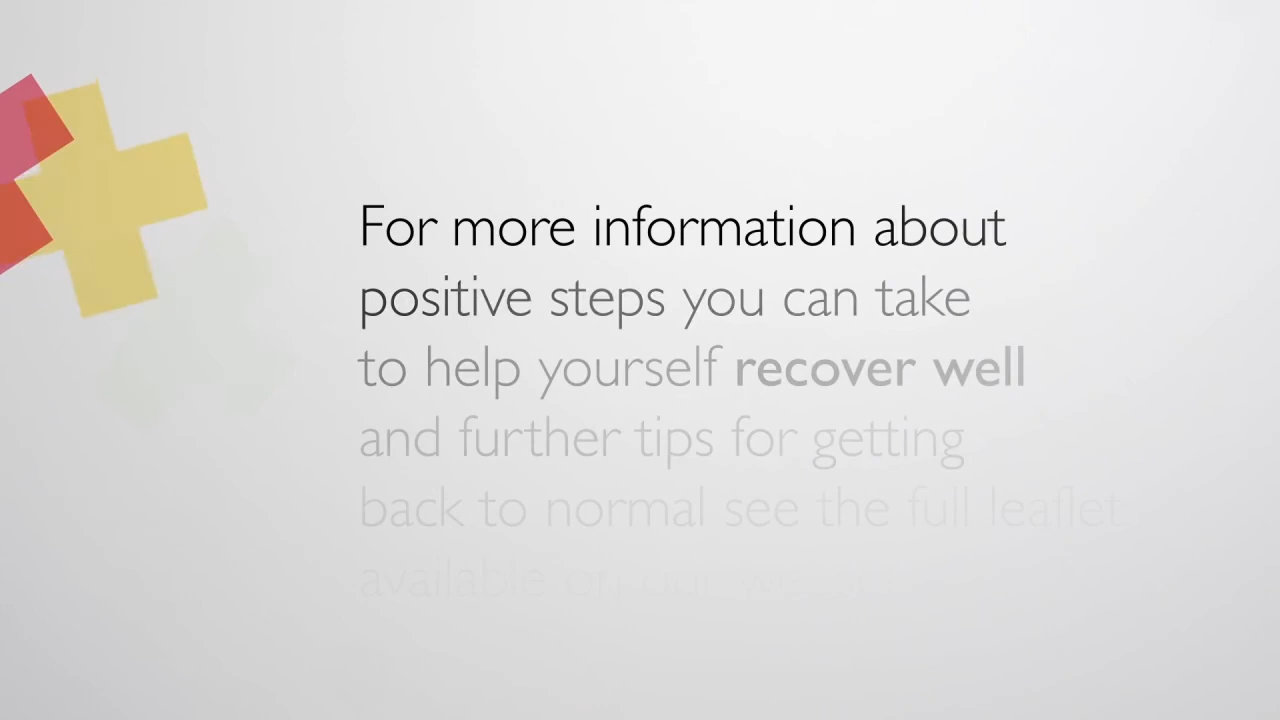 For more information about
positive steps you can take
to help yourself recover well
and further tips for getting
back to normal see the full leaflet
available on our